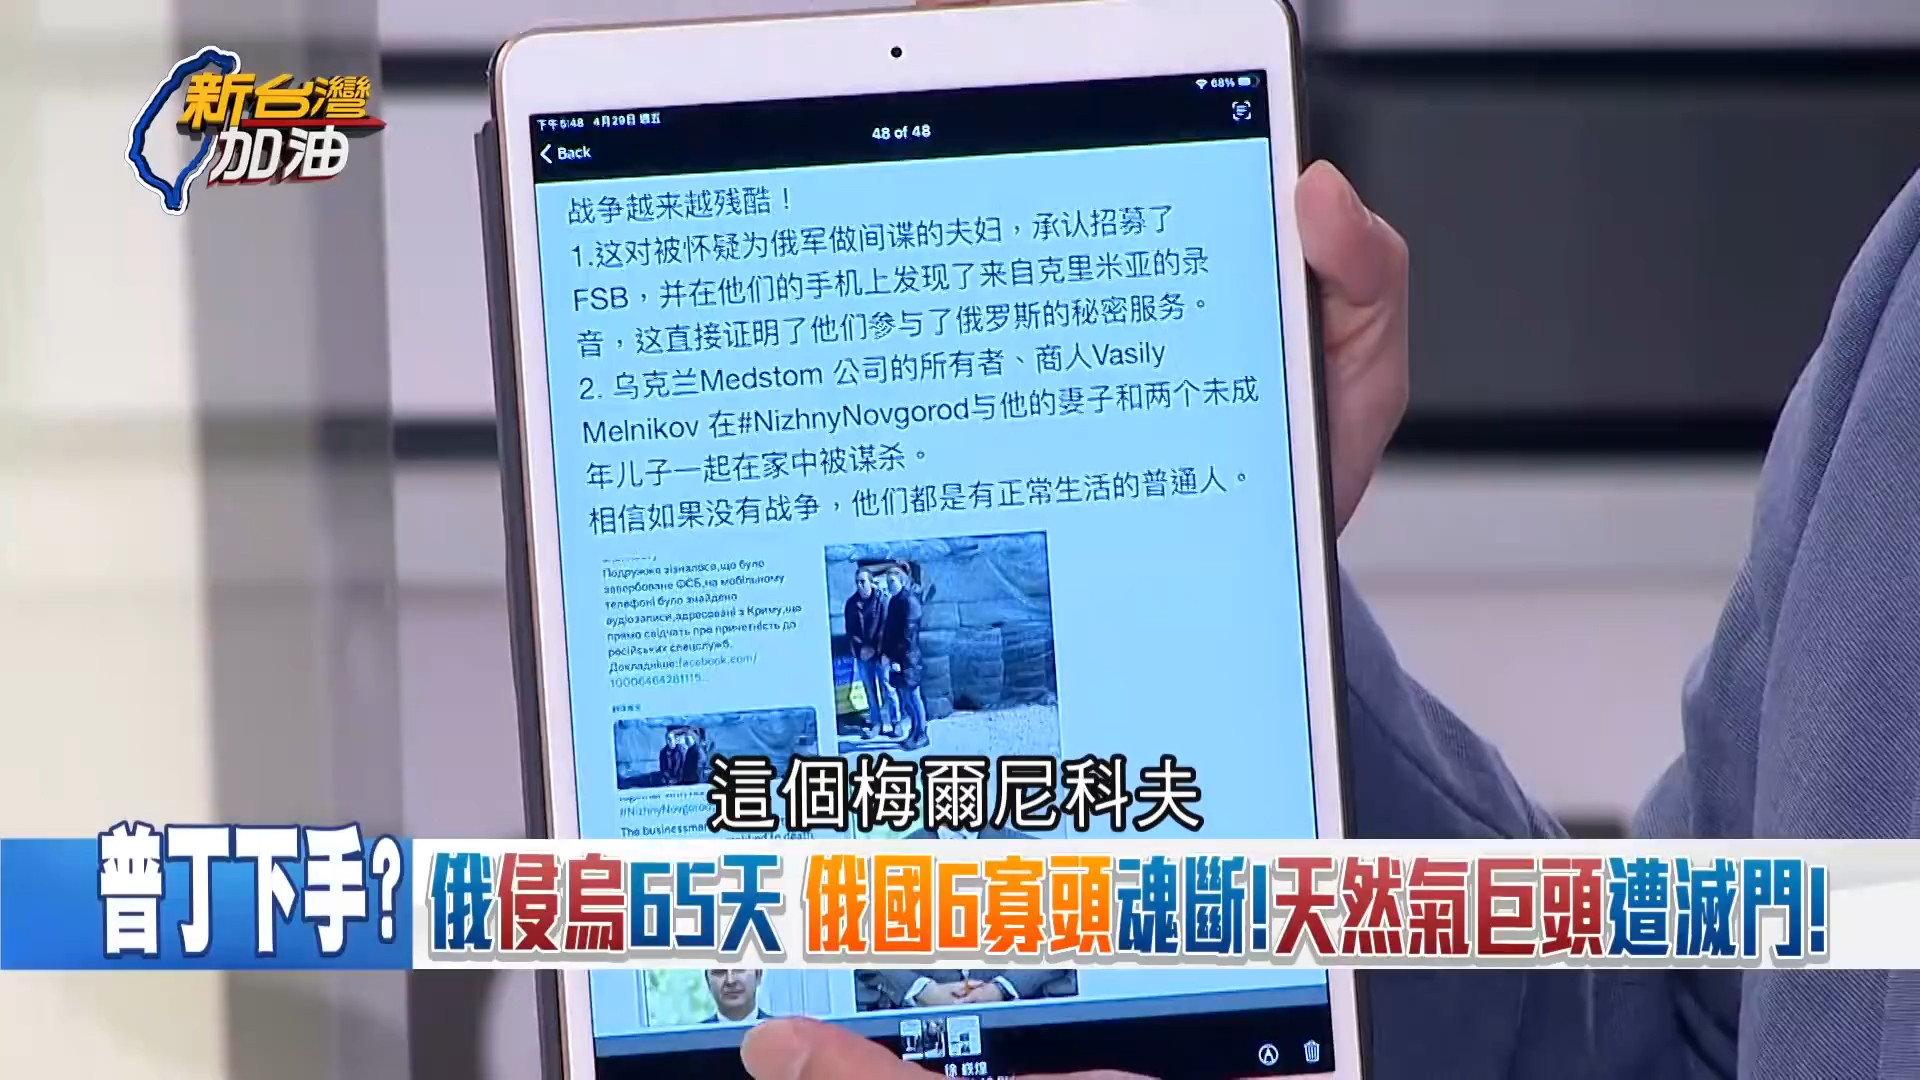 新台灣
加油
下午5:48 4月29日 週五
68%
48 of 48
Back
战争越来越残酷！
1.这对被怀疑为俄军做间谍的夫妇，承认招募了
FSB，并在他们的手机上发现了来自克里米亚的录
音，这直接证明了他们参与了俄罗斯的秘密服务。
2. 乌克兰Medstom 公司的所有者、商人Vasily
Melnikov 在#NizhnyNovgorod与他的妻子和两个未成
年儿子一起在家中被谋杀。
相信如果没有战争，他们都是有正常生活的普通人。
Подружжя зізналося,що було
завербоване ФСБ,на мобільному
телефоні було знайдено
аудіозаписи,адресовані з Криму,що
прямо свідчать про причетність до
російських спецслужб.
Докладніше:facebook.com/
10006464281115...
#NizhnyNovgorod
The businessman
to death
這個梅爾尼科夫
普丁下手?
俄侵烏65天 俄國6寡頭魂斷!天然氣巨頭遭滅門!